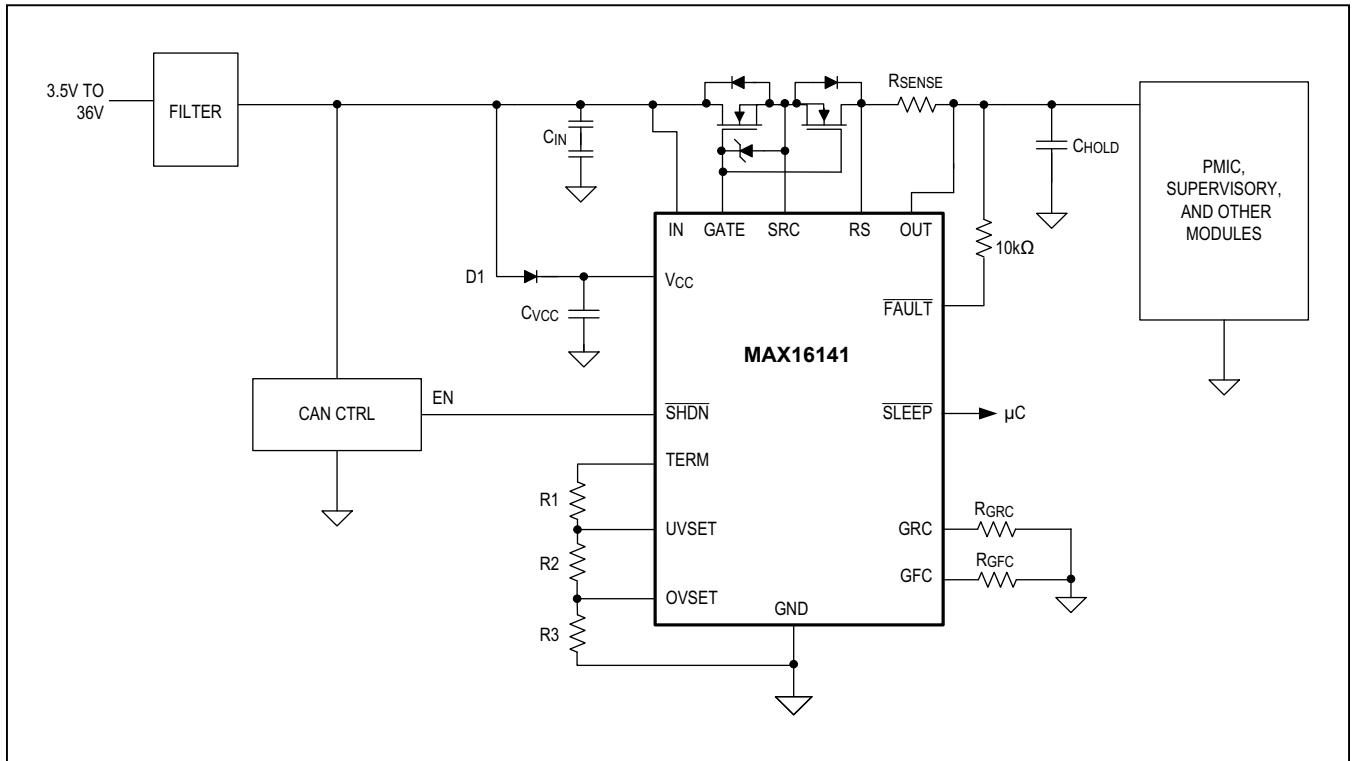 3.5V TO
36V
FILTER
CIN
RSENSE
CHOLD
PMIC,
SUPERVISORY,
AND OTHER
MODULES
IN
GATE
SRC
RS
OUT
10kΩ
D1
VCC
CVCC
FAULT
MAX16141
CAN CTRL
EN
SHDN
SLEEP
µC
TERM
R1
UVSET
R2
OVSET
R3
GND
GRC
RGRC
GFC
RGFC